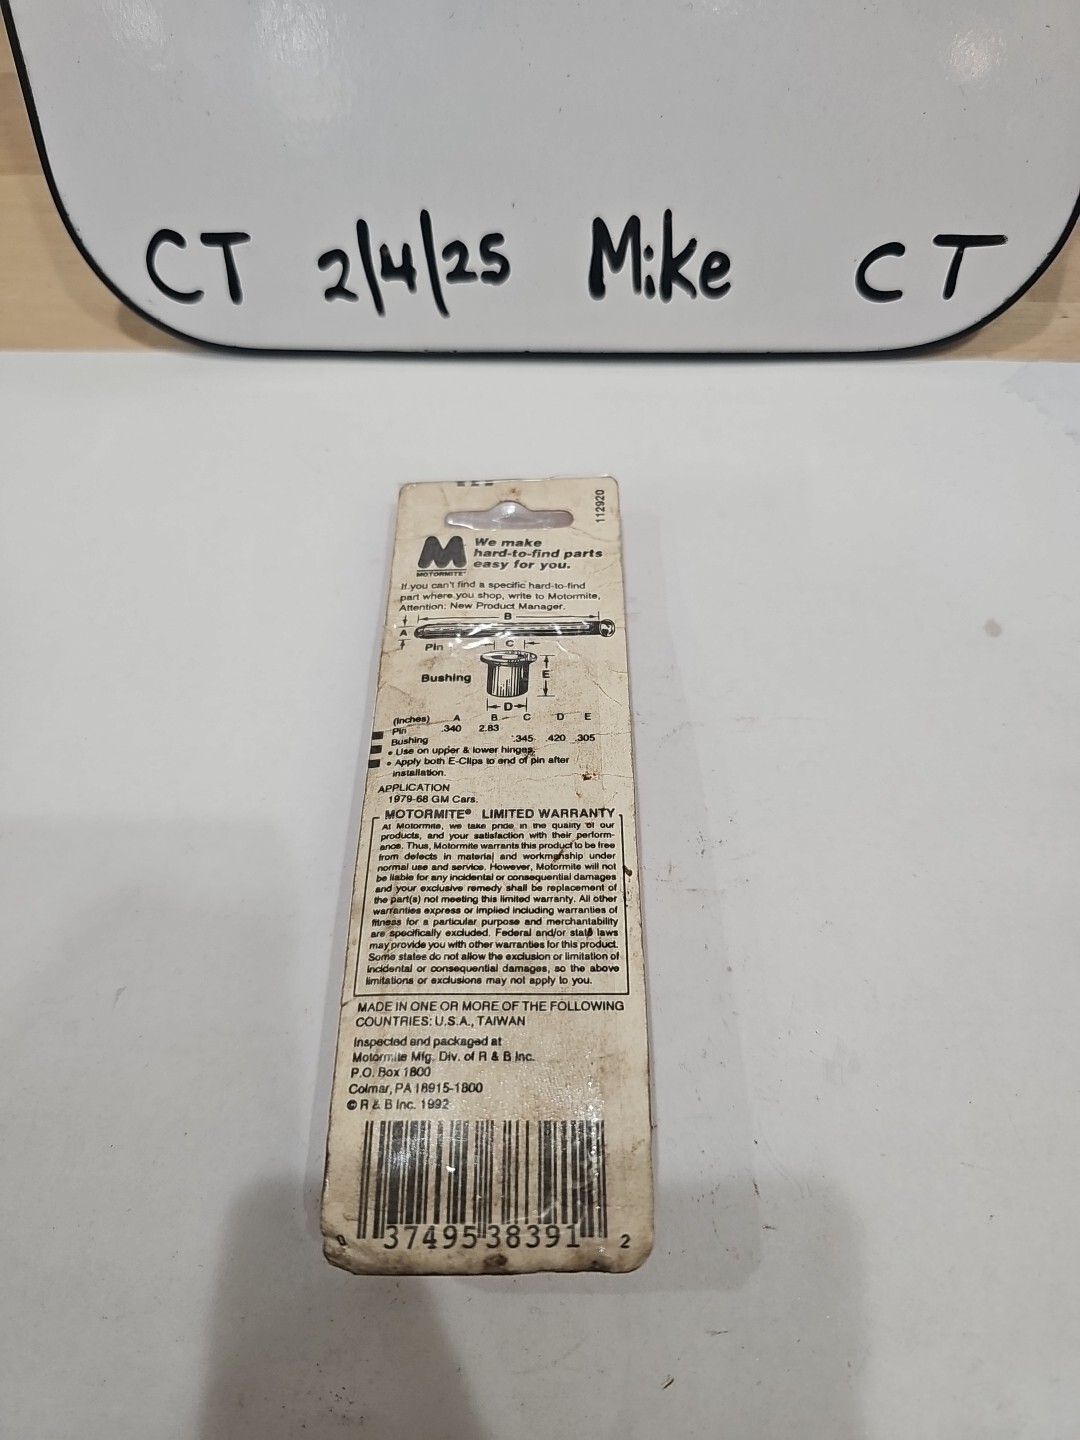 CT 2/4/25 Mike CT
112920
M We make
hard-to-find parts
easy for you.
MOTORMITE®
If you can't find a specific hard-to-find
part where you shop, write to Motormite,
Attention: New Product Manager.
B
A
Pin
C
Bushing
E
D
(Inches) A B C D E
Pin .340 2.83
Bushing .345 .420 .305
• Use on upper & lower hinges.
• Apply both E-Clips to end of pin after
installation.
APPLICATION
1979-68 GM Cars.
MOTORMITE® LIMITED WARRANTY
At Motormite, we take pride in the quality of our
products, and your satisfaction with their perform-
ance. Thus, Motormite warrants this product to be free
from defects in material and workmanship under
normal use and service. However, Motormite will not
be liable for any incidental or consequential damages
and your exclusive remedy shall be replacement of
the part(s) not meeting this limited warranty. All other
warranties express or implied including warranties of
fitness for a particular purpose and merchantability
are specifically excluded. Federal and/or state laws
may provide you with other warranties for this product.
Some states do not allow the exclusion or limitation of
incidental or consequential damages, so the above
limitations or exclusions may not apply to you.
MADE IN ONE OR MORE OF THE FOLLOWING
COUNTRIES: U.S.A., TAIWAN
Inspected and packaged at
Motormite Mfg. Div. of R & B Inc.
P.O. Box 1800
Colmar, PA 18915-1800
© R & B Inc. 1992
0 37495 38391 2